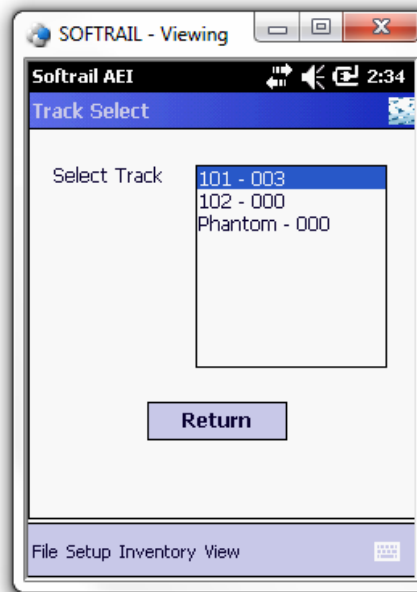 SOFTRAIL - Viewing
Softrail AEI 2:34
Track Select
Select Track
101 - 003
102 - 000
Phantom - 000
Return
File Setup Inventory View